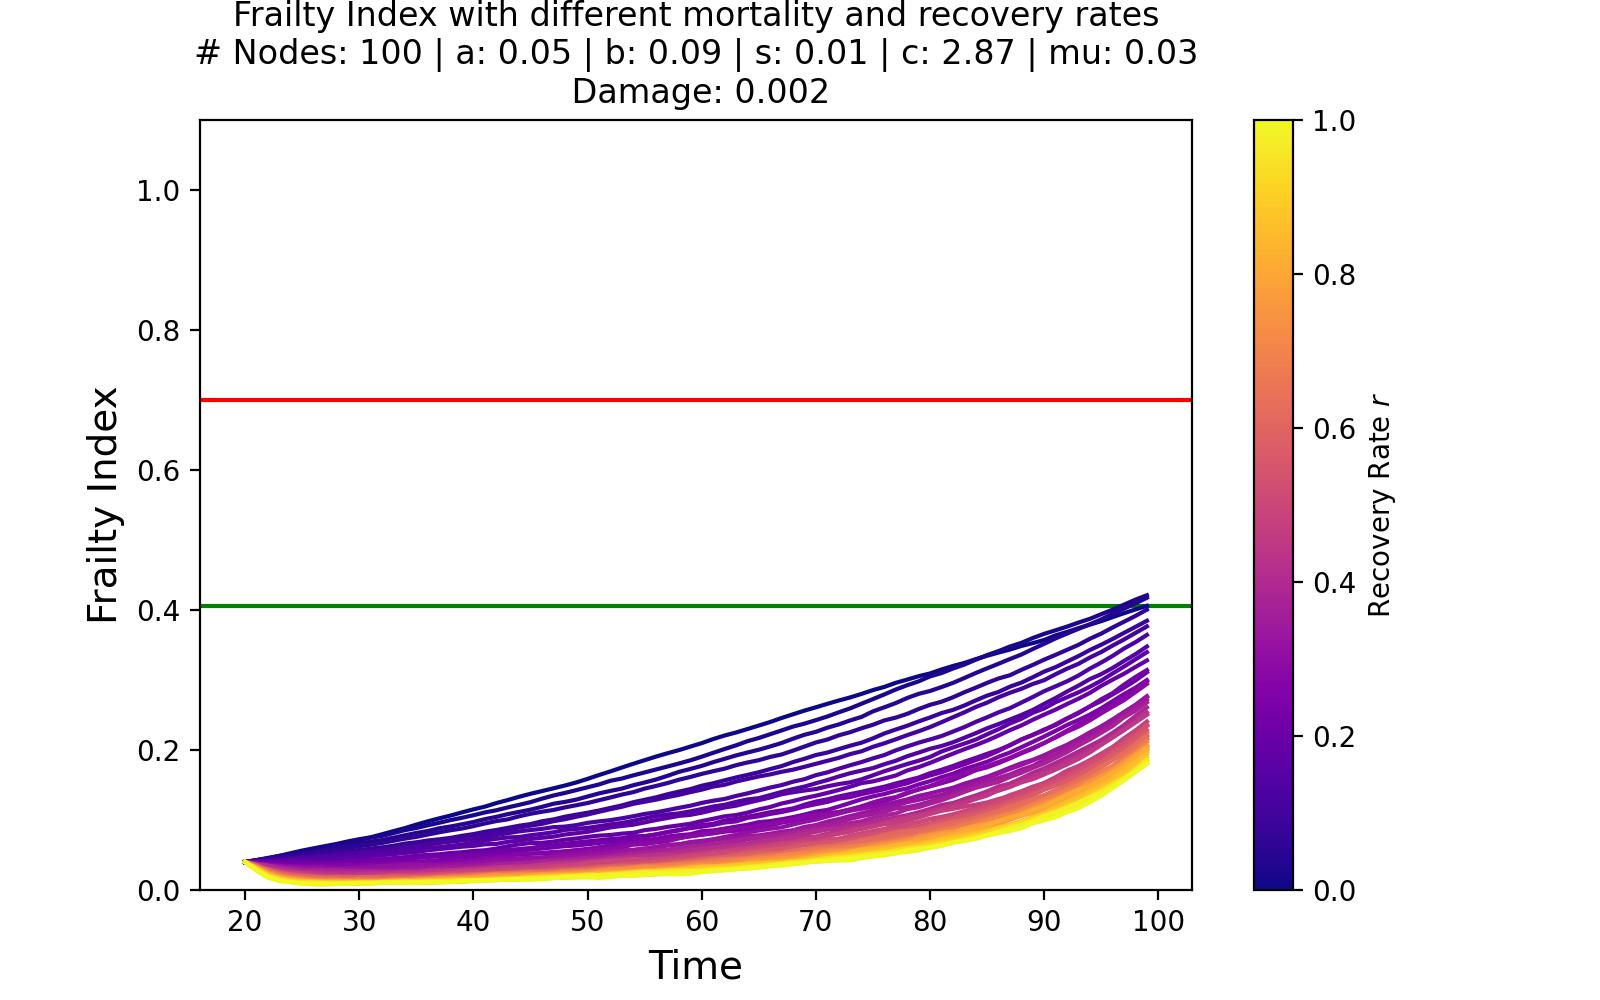 Frailty Index with different mortality and recovery rates
# Nodes: 100 | a: 0.05 | b: 0.09 | s: 0.01 | c: 2.87 | mu: 0.03
Damage: 0.002
1.0
0.8
0.6
0.4
0.2
0.0
Frailty Index
20 30 40 50 60 70 80 90 100
Time
1.0
0.8
0.6
0.4
0.2
0.0
Recovery Rate r